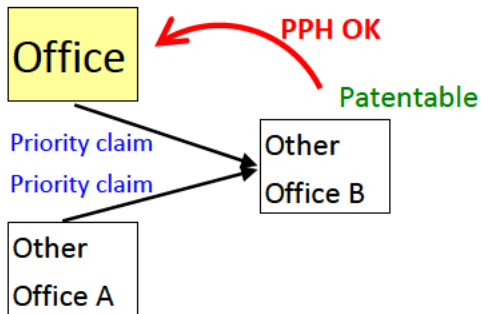 Office
PPH OK
Patentable
Priority claim
Priority claim
Other
Office B
Other
Office A